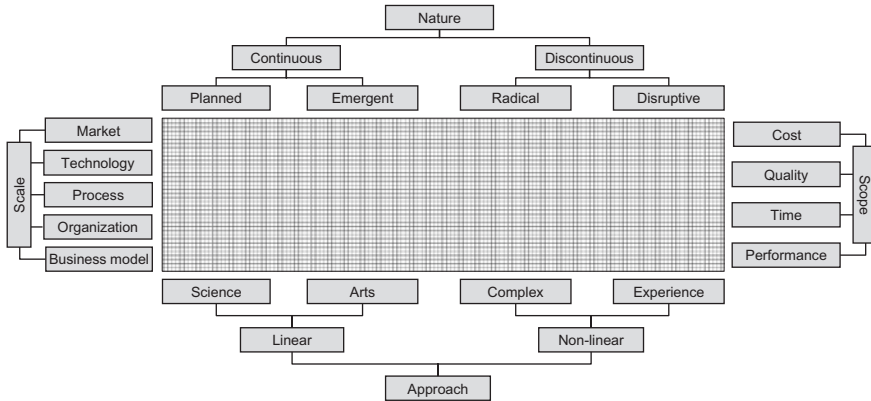 Nature
Continuous
Discontinuous
Planned
Emergent
Radical
Disruptive
Scale
Market
Technology
Process
Organization
Business model
Cost
Quality
Time
Performance
Scope
Science
Arts
Complex
Experience
Linear
Non-linear
Approach